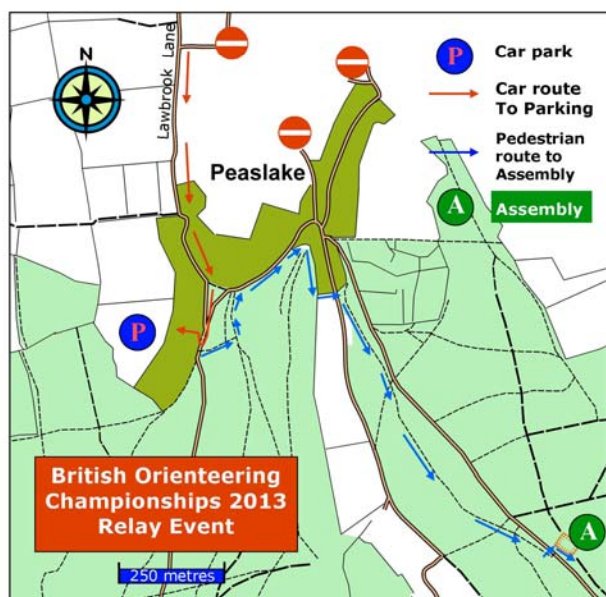 N
Lawbrook Lane
P
Car park
Car route
To Parking
Pedestrian
route to
Assembly
Peaslake
A
Assembly
P
British Orienteering
Championships 2013
Relay Event
A
250 metres